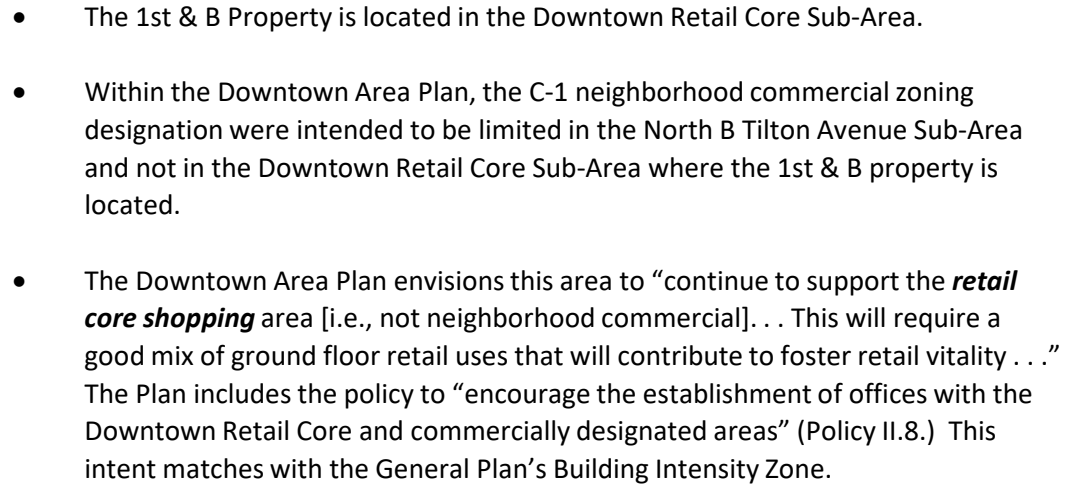 • The 1st & B Property is located in the Downtown Retail Core Sub-Area.
• Within the Downtown Area Plan, the C-1 neighborhood commercial zoning
designation were intended to be limited in the North B Tilton Avenue Sub-Area
and not in the Downtown Retail Core Sub-Area where the 1st & B property is
located.
• The Downtown Area Plan envisions this area to “continue to support the retail
core shopping area [i.e., not neighborhood commercial]. . . This will require a
good mix of ground floor retail uses that will contribute to foster retail vitality . . .”
The Plan includes the policy to “encourage the establishment of offices with the
Downtown Retail Core and commercially designated areas” (Policy II.8.)  This
intent matches with the General Plan’s Building Intensity Zone.